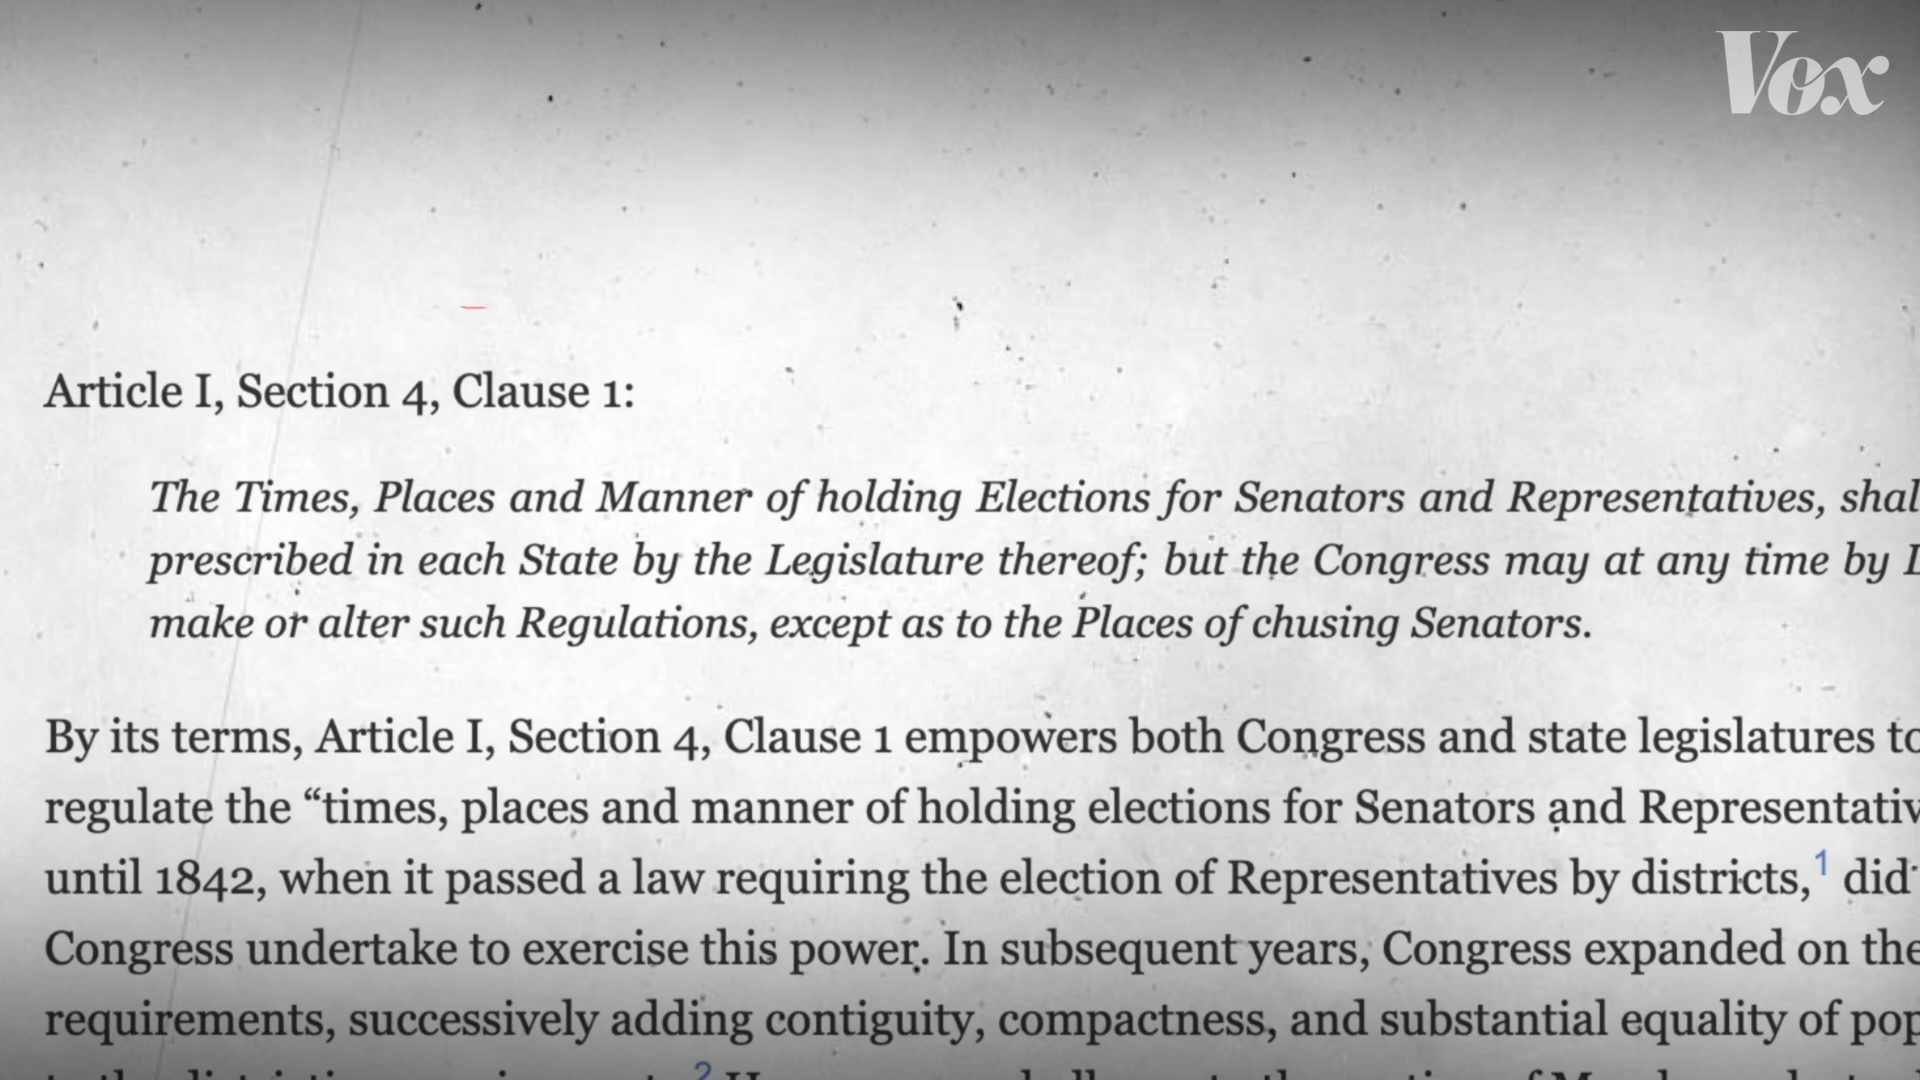 Vox
Article I, Section 4, Clause 1:
The Times, Places and Manner of holding Elections for Senators and Representatives, shal
prescribed in each State by the Legislature thereof; but the Congress may at any time by L
make or alter such Regulations, except as to the Places of chusing Senators.
By its terms, Article I, Section 4, Clause 1 empowers both Congress and state legislatures to
regulate the “times, places and manner of holding elections for Senators and Representativ
until 1842, when it passed a law requiring the election of Representatives by districts,1 did
Congress undertake to exercise this power. In subsequent years, Congress expanded on the
requirements, successively adding contiguity, compactness, and substantial equality of pop
2